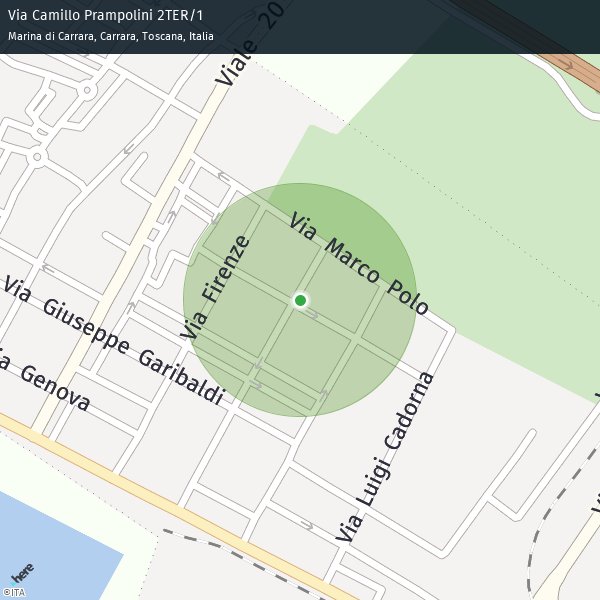 Via Camillo Prampolini 2TER/1
Marina di Carrara, Carrara, Toscana, Italia
Viale 20
Via Marco Polo
Via Firenze
Via Giuseppe Garibaldi
ia Genova
Via Luigi Cadorna
here
©ITA